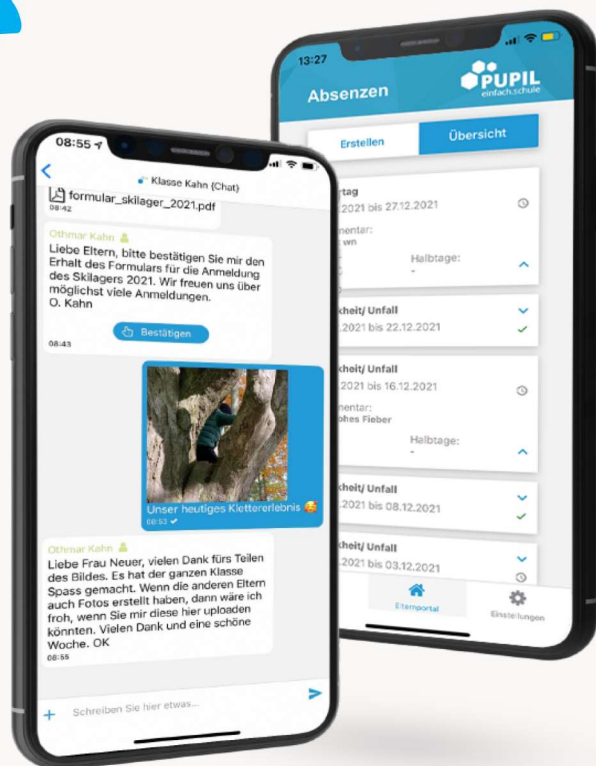 08:55
Klasse Kahn (Chat)
formular_skilager_2021.pdf
08:42
Othmar Kahn
Liebe Eltern, bitte bestätigen Sie mir den
Erhalt des Formulars für die Anmeldung
des Skilagers 2021. Wir freuen uns über
möglichst viele Anmeldungen.
O. Kahn
Bestätigen
08:43
Unser heutiges Klettererlebnis 🥰
08:53
Othmar Kahn
Liebe Frau Neuer, vielen Dank fürs Teilen
des Bildes. Es hat der ganzen Klasse
Spass gemacht. Wenn die anderen Eltern
auch Fotos erstellt haben, dann wäre ich
froh, wenn Sie mir diese hier uploaden
könnten. Vielen Dank und eine schöne
Woche. OK
08:55
Schreiben Sie hier etwas...
13:27
Absenzen
PUPIL
einfach.schule
Erstellen
Übersicht
rtag
.2021 bis 27.12.2021
mentar:
wn
Halbtage:
-
kheit/ Unfall
.2021 bis 22.12.2021
kheit/ Unfall
.2021 bis 16.12.2021
mentar:
ohes Fieber
Halbtage:
-
kheit/ Unfall
.2021 bis 08.12.2021
kheit/ Unfall
.2021 bis 03.12.2021
Elternportal
Einstellungen